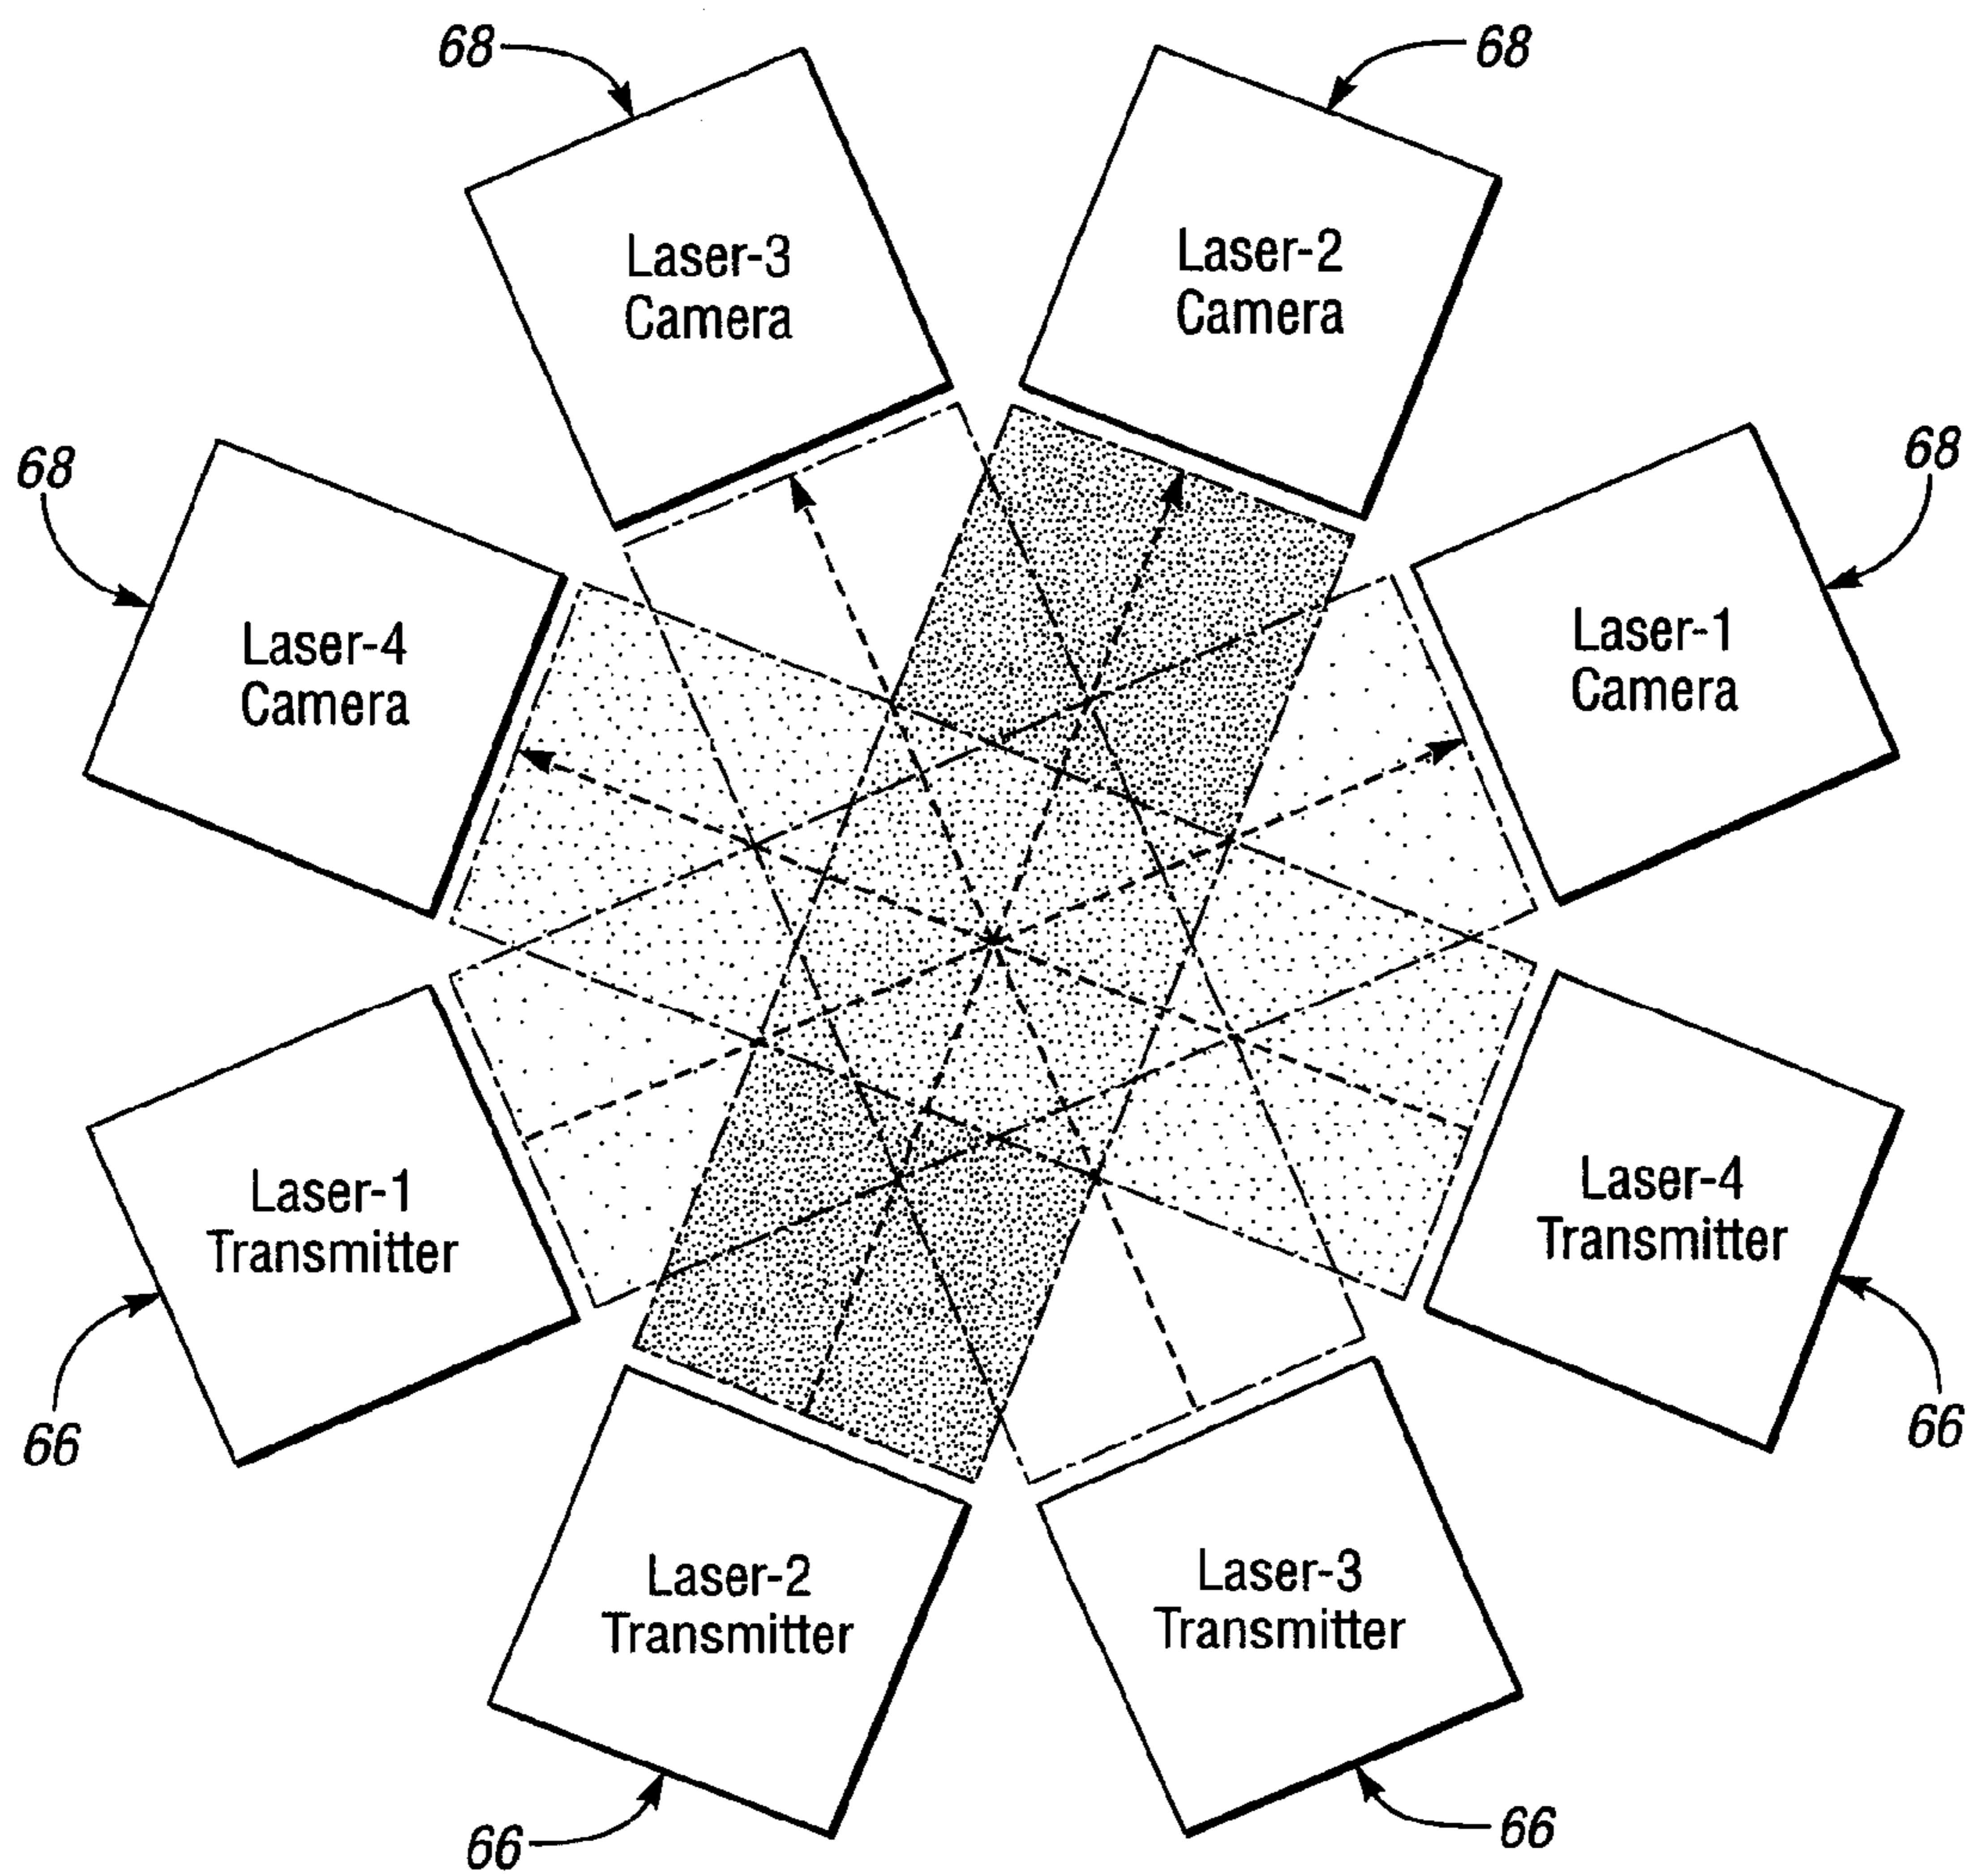 68
68
Laser-3
Camera
Laser-2
Camera
68
68
Laser-4
Camera
Laser-1
Camera
Laser-1
Transmitter
Laser-4
Transmitter
66
66
Laser-2
Transmitter
Laser-3
Transmitter
66
66